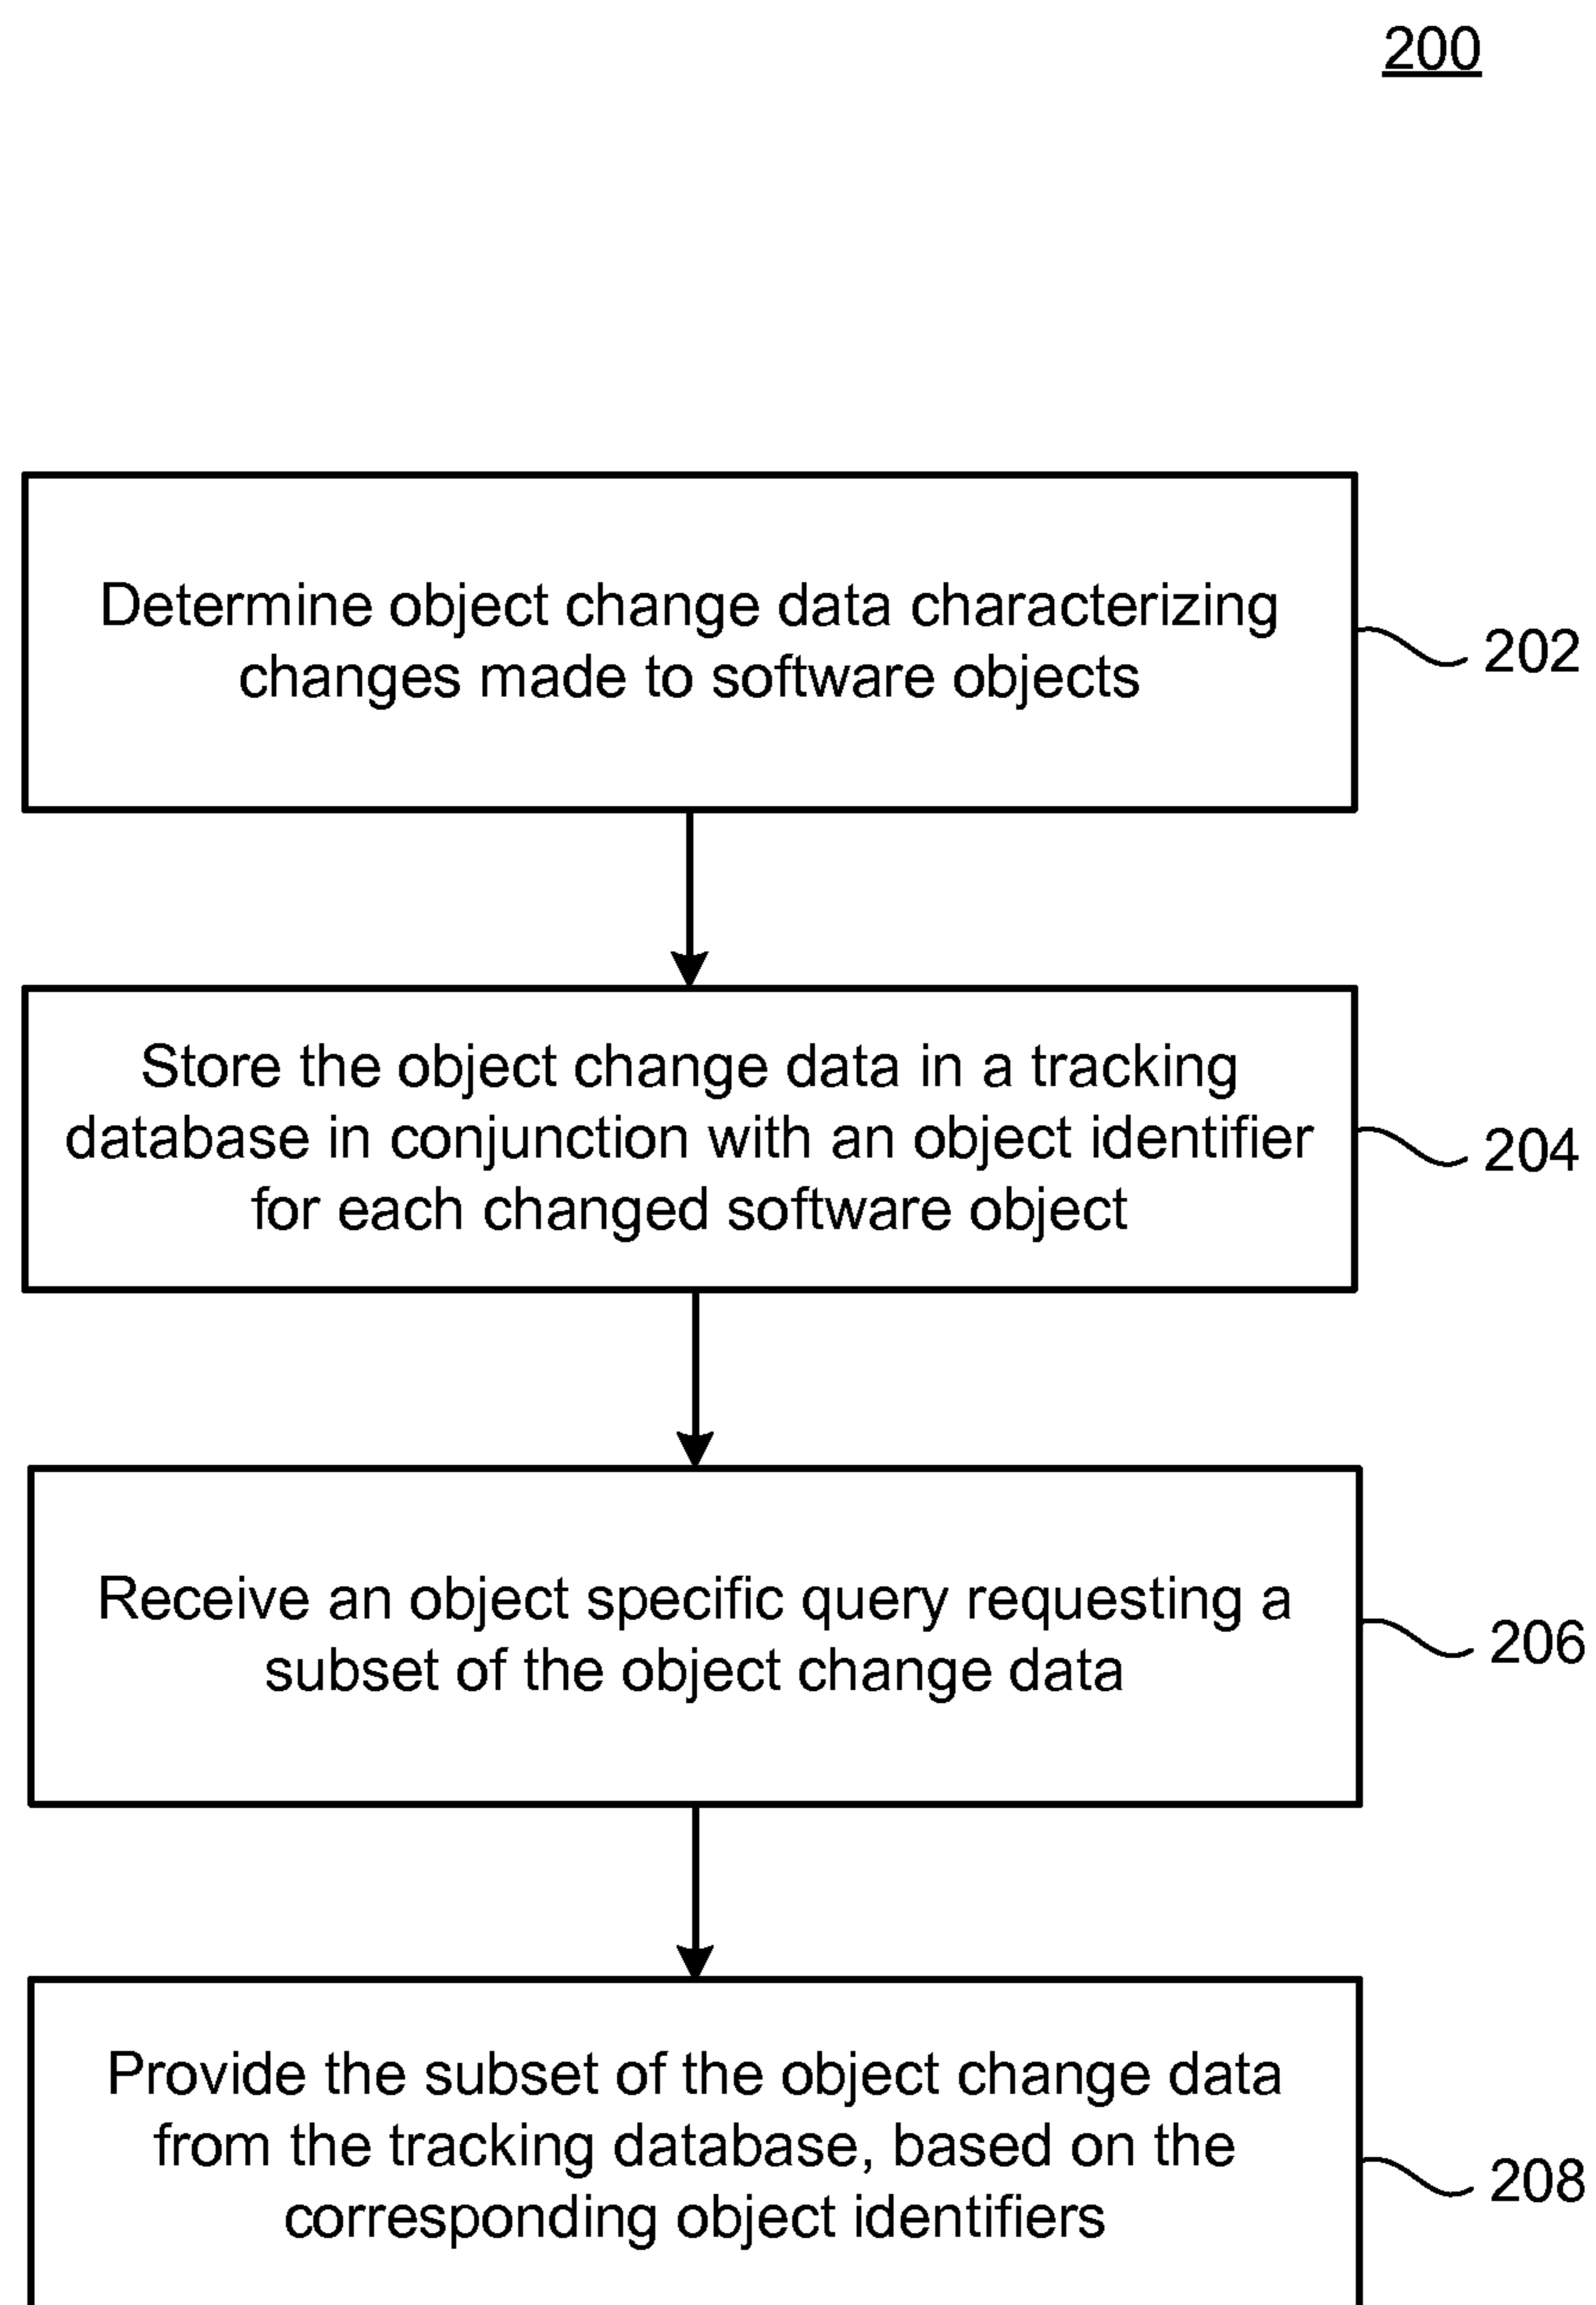 200
Determine object change data characterizing
changes made to software objects
202
Store the object change data in a tracking
database in conjunction with an object identifier
for each changed software object
204
Receive an object specific query requesting a
subset of the object change data
206
Provide the subset of the object change data
from the tracking database, based on the
corresponding object identifiers
208